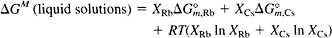 ΔG^M (liquid solutions) = X_Rb ΔG°_m,Rb + X_Cs ΔG°_m,Cs
+ RT(X_Rb ln X_Rb + X_Cs ln X_Cs)